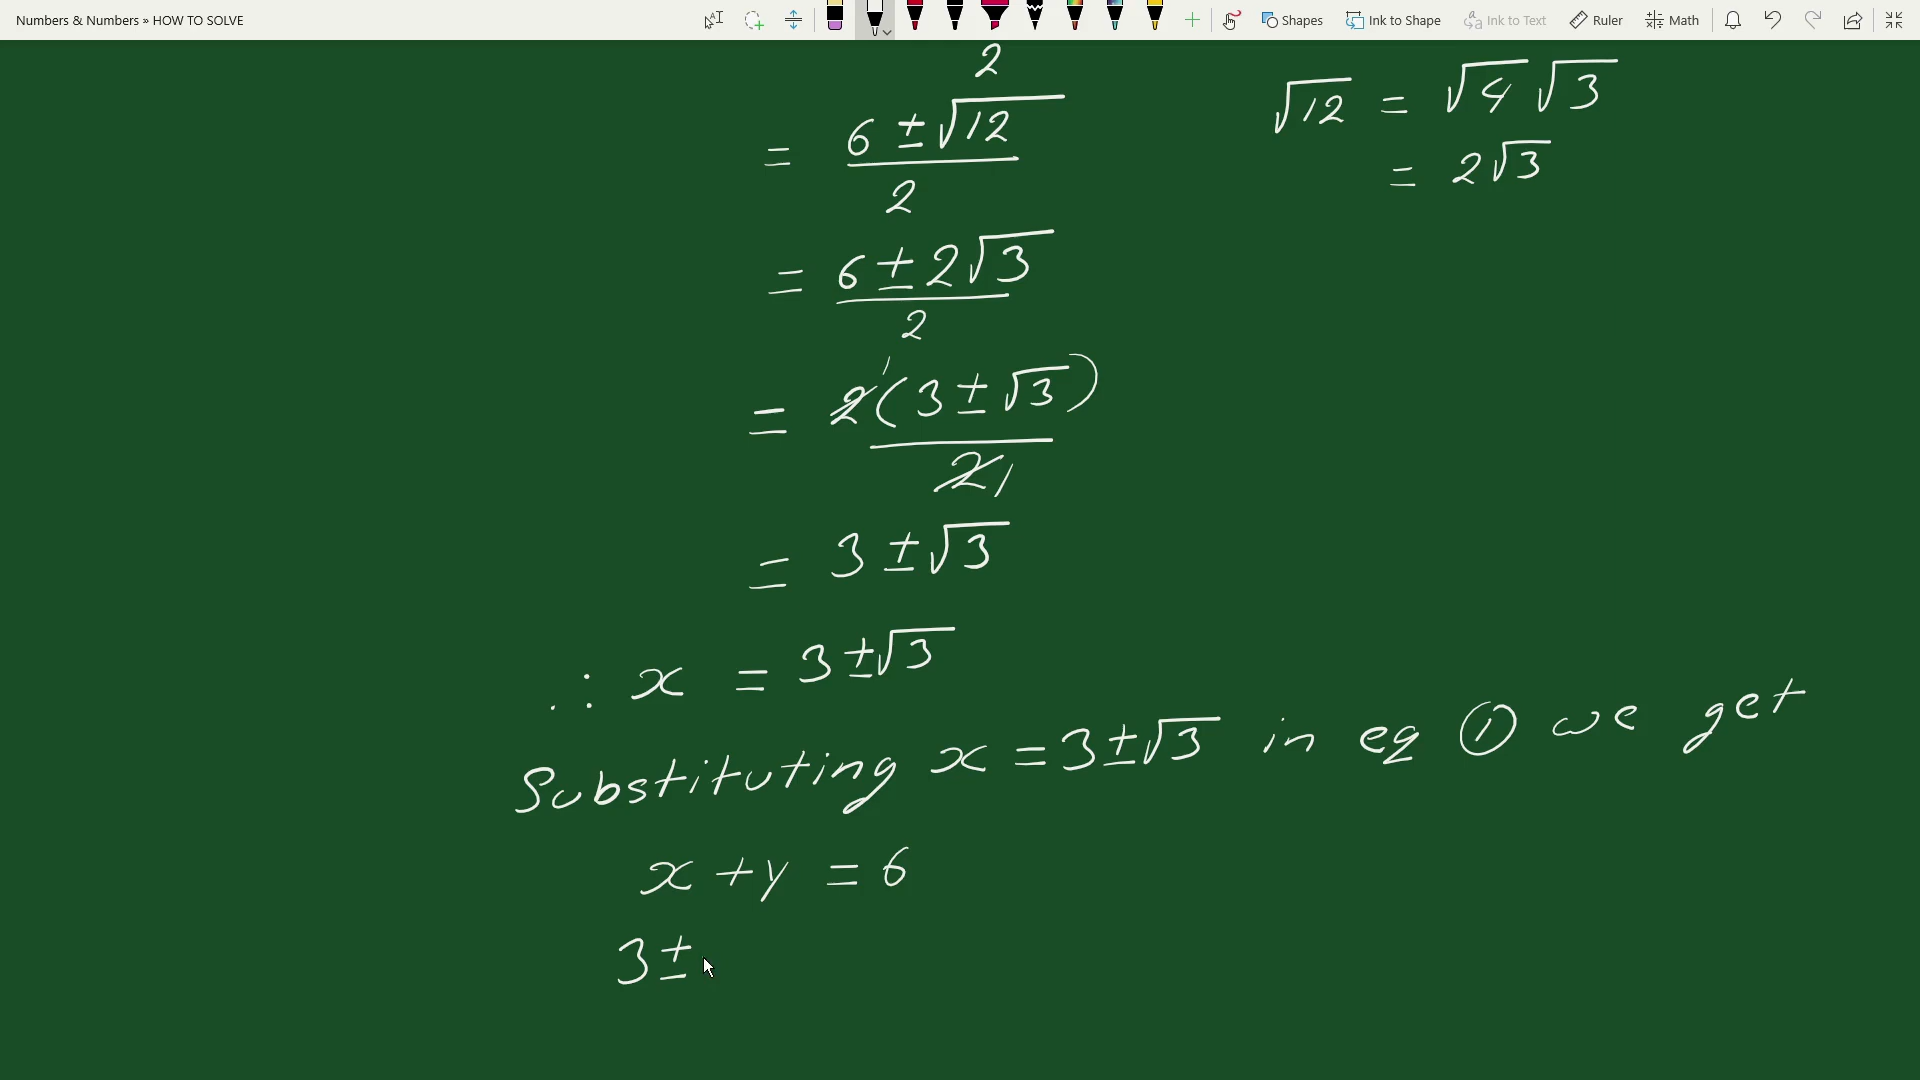 Numbers & Numbers » HOW TO SOLVE
Shapes Ink to Shape Ink to Text Ruler Math
2
= 6 ± √12
2
√12 = √4 √3
= 2√3
= 6 ± 2√3
2
= 2 1 (3 ± √3)
2 1
= 3 ± √3
∴ x = 3 ± √3
Substituting x = 3 ± √3 in eq ① we get
x + y = 6
3 ±